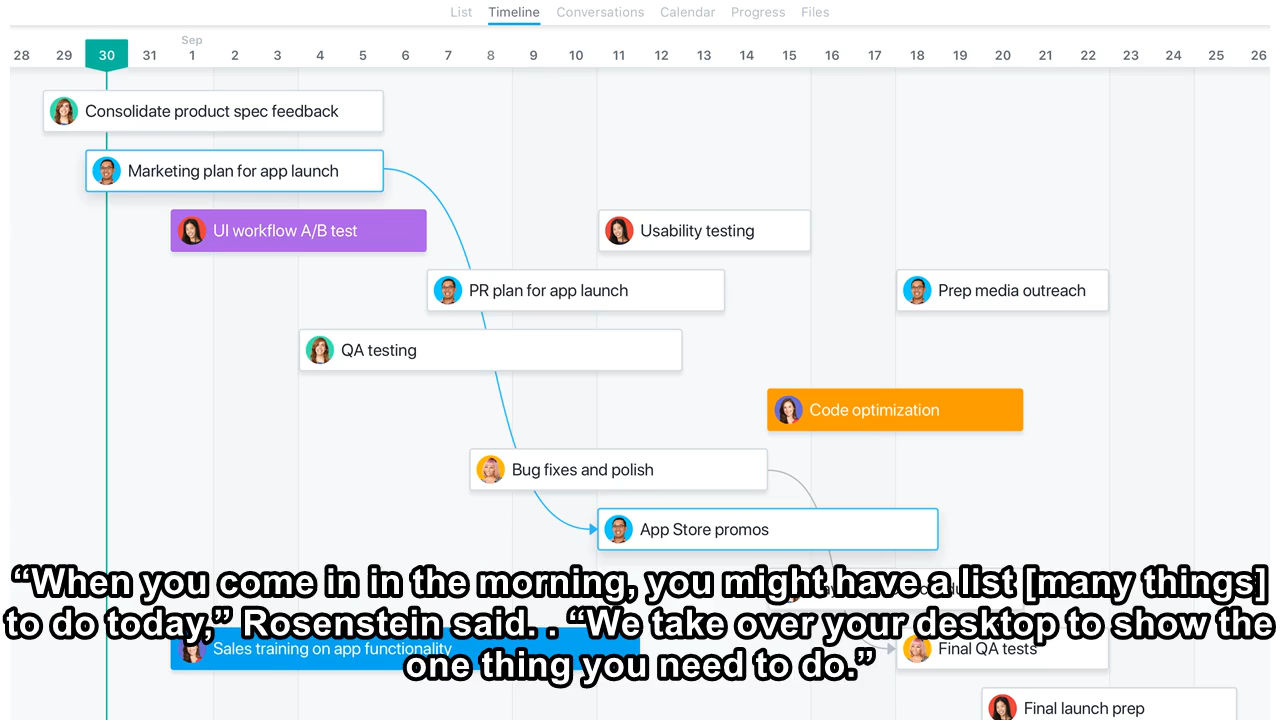 List Timeline Conversations Calendar Progress Files
Sep
28 29 30 31 1 2 3 4 5 6 7 8 9 10 11 12 13 14 15 16 17 18 19 20 21 22 23 24 25 26
Consolidate product spec feedback
Marketing plan for app launch
UI workflow A/B test
Usability testing
PR plan for app launch
Prep media outreach
QA testing
Code optimization
Bug fixes and polish
App Store promos
“When you come in in the morning, you might have a list [many things]
to do today,” Rosenstein said. . “We take over your desktop to show the
one thing you need to do.”
Sales training on app functionality
Final QA tests
Final launch prep